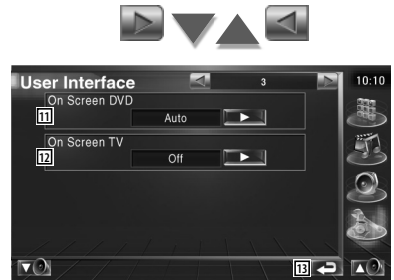 User Interface 3 10:10
On Screen DVD
11 Auto
On Screen TV
12 Off
13